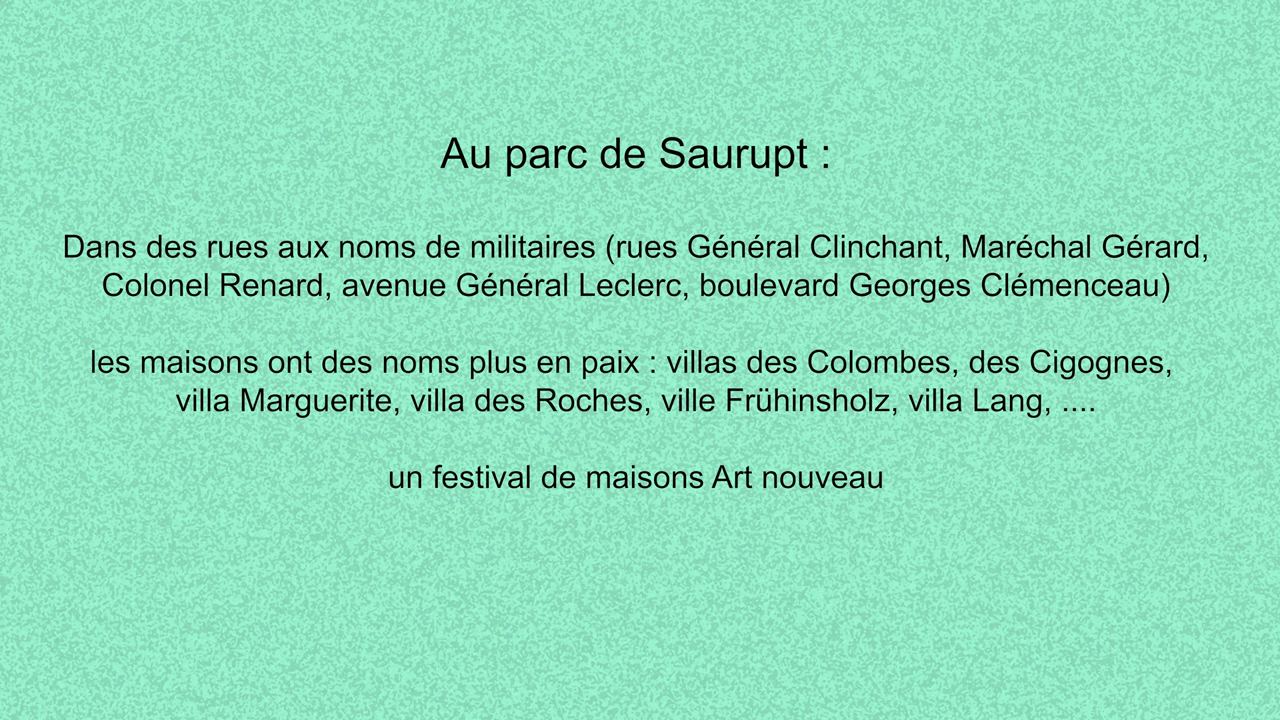 Au parc de Saurupt :
Dans des rues aux noms de militaires (rues Général Clinchant, Maréchal Gérard,
Colonel Renard, avenue Général Leclerc, boulevard Georges Clémenceau)
les maisons ont des noms plus en paix : villas des Colombes, des Cigognes,
villa Marguerite, villa des Roches, ville Frühinsholz, villa Lang, ....
un festival de maisons Art nouveau